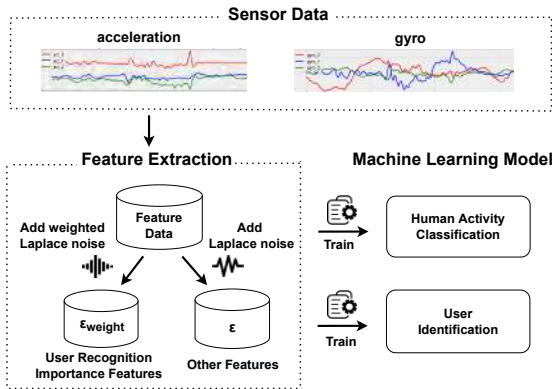 Sensor Data
acceleration
gyro
Feature Extraction
Machine Learning Model
Feature
Data
Add weighted
Laplace noise
Add
Laplace noise
εweight
ε
User Recognition
Importance Features
Other Features
Train
Human Activity
Classification
Train
User
Identification